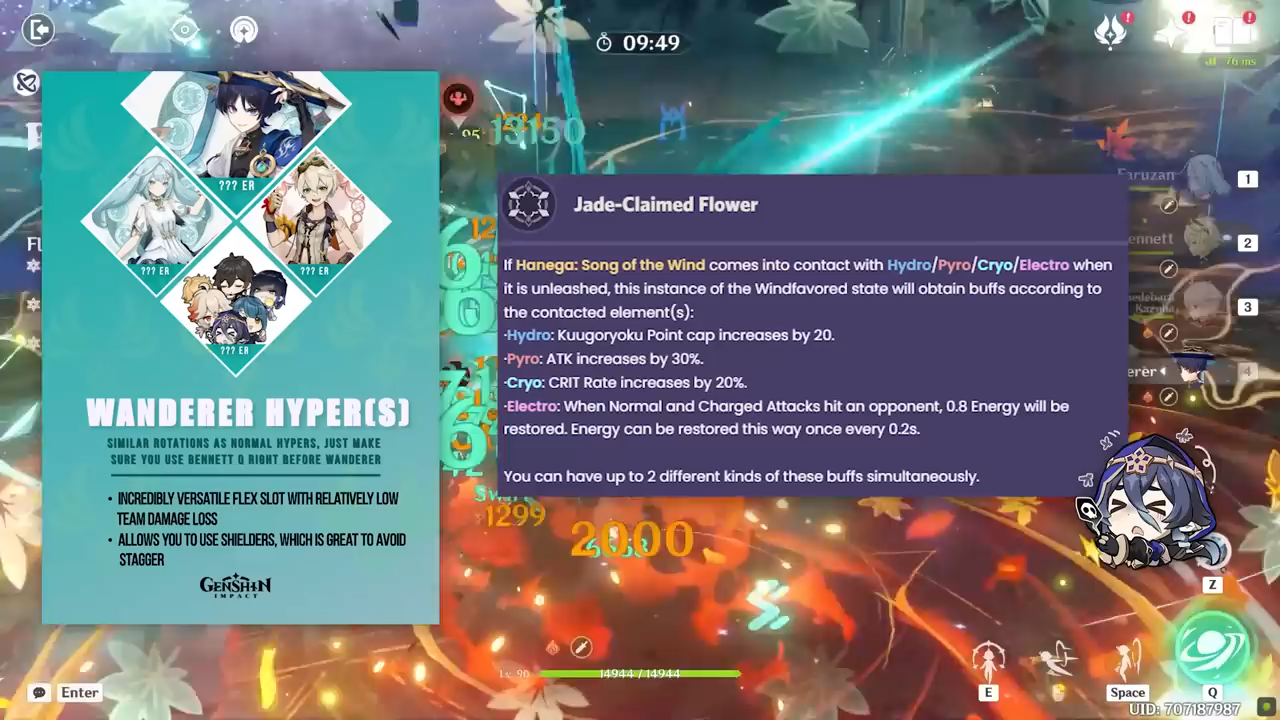 09:49
76 ms
??? ER
??? ER
??? ER
??? ER
WANDERER HYPER(S)
SIMILAR ROTATIONS AS NORMAL HYPERS, JUST MAKE
SURE YOU USE BENNETT Q RIGHT BEFORE WANDERER
• INCREDIBLY VERSATILE FLEX SLOT WITH RELATIVELY LOW
TEAM DAMAGE LOSS
• ALLOWS YOU TO USE SHIELDERS, WHICH IS GREAT TO AVOID
STAGGER
GENSHIN
IMPACT
13150
Jade-Claimed Flower
If Hanega: Song of the Wind comes into contact with Hydro/Pyro/Cryo/Electro when
it is unleashed, this instance of the Windfavored state will obtain buffs according to
the contacted element(s):
·Hydro: Kuugoryoku Point cap increases by 20.
·Pyro: ATK increases by 30%.
·Cryo: CRIT Rate increases by 20%.
·Electro: When Normal and Charged Attacks hit an opponent, 0.8 Energy will be
restored. Energy can be restored this way once every 0.2s.
You can have up to 2 different kinds of these buffs simultaneously.
Faruzan
1
2
3
4
1299
2000
Lv. 90
14944 / 14944
Z
E
Space
Q
Enter
UID: 707187987